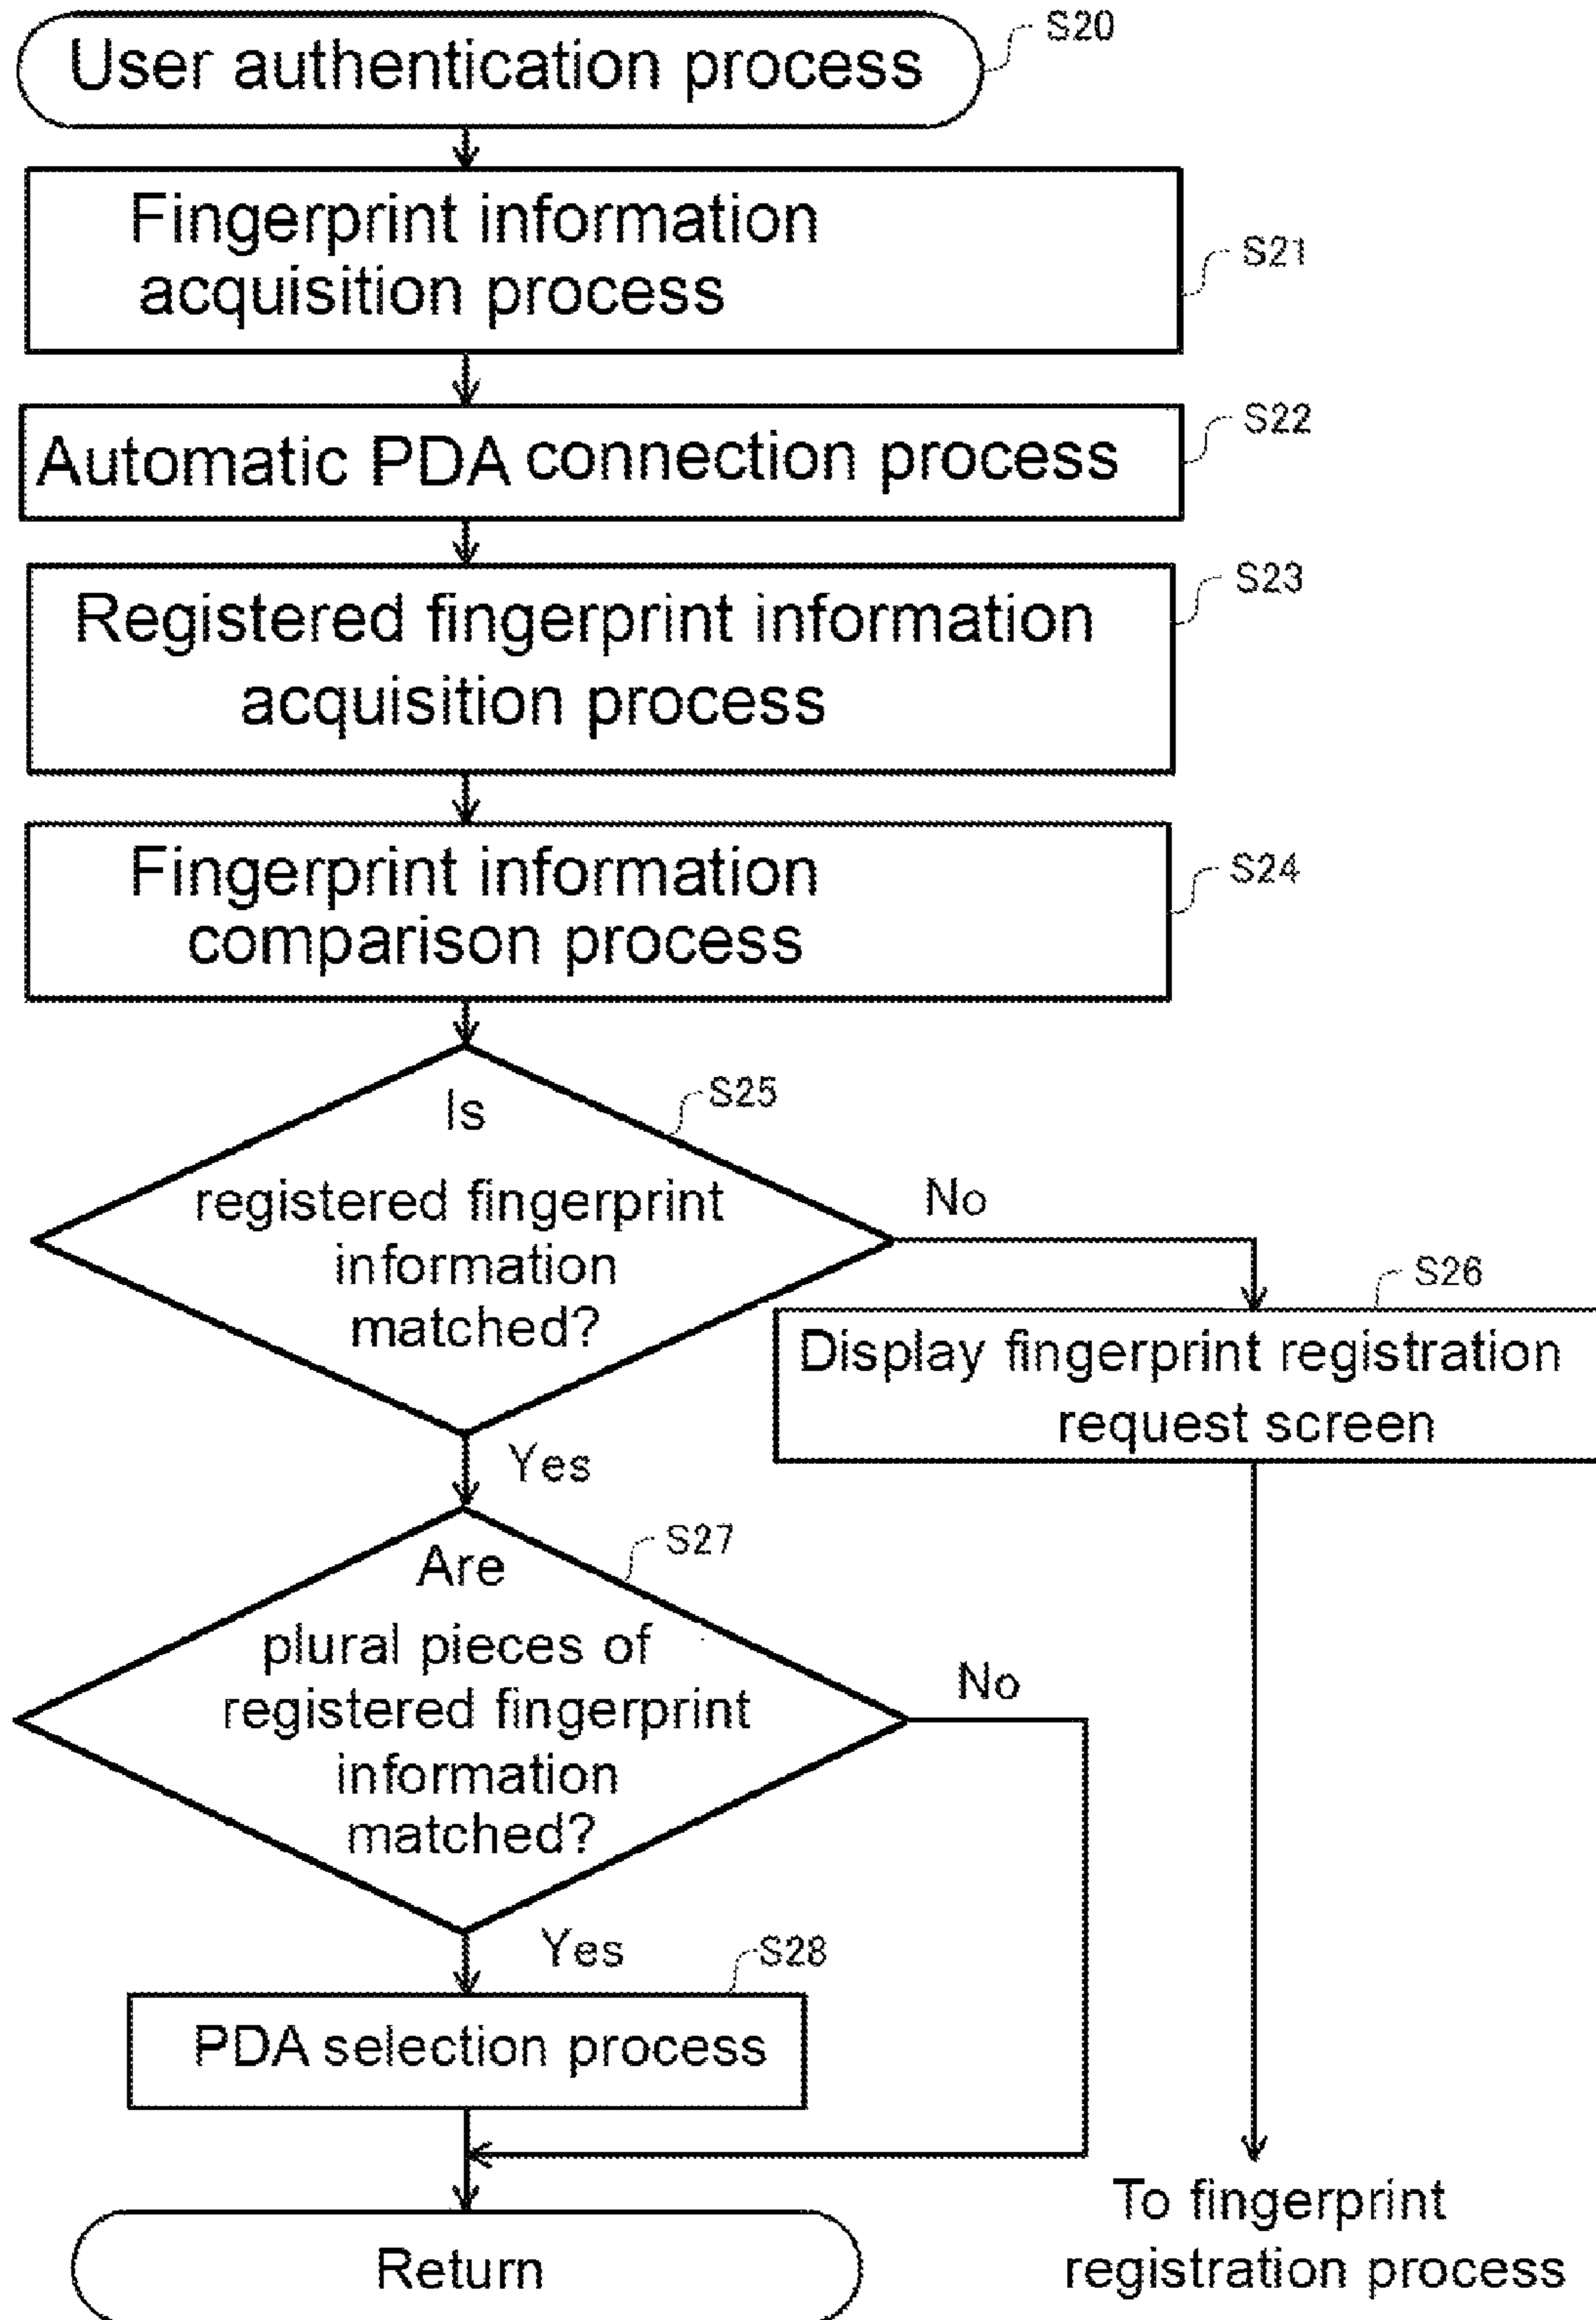 User authentication process
S20
Fingerprint information
acquisition process
S21
Automatic PDA connection process
S22
Registered fingerprint information
acquisition process
S23
Fingerprint information
comparison process
S24
Is
registered fingerprint
information
matched?
S25
No
S26
Display fingerprint registration
request screen
Yes
Are
plural pieces of
registered fingerprint
information
matched?
S27
No
Yes
S28
PDA selection process
Return
To fingerprint
registration process